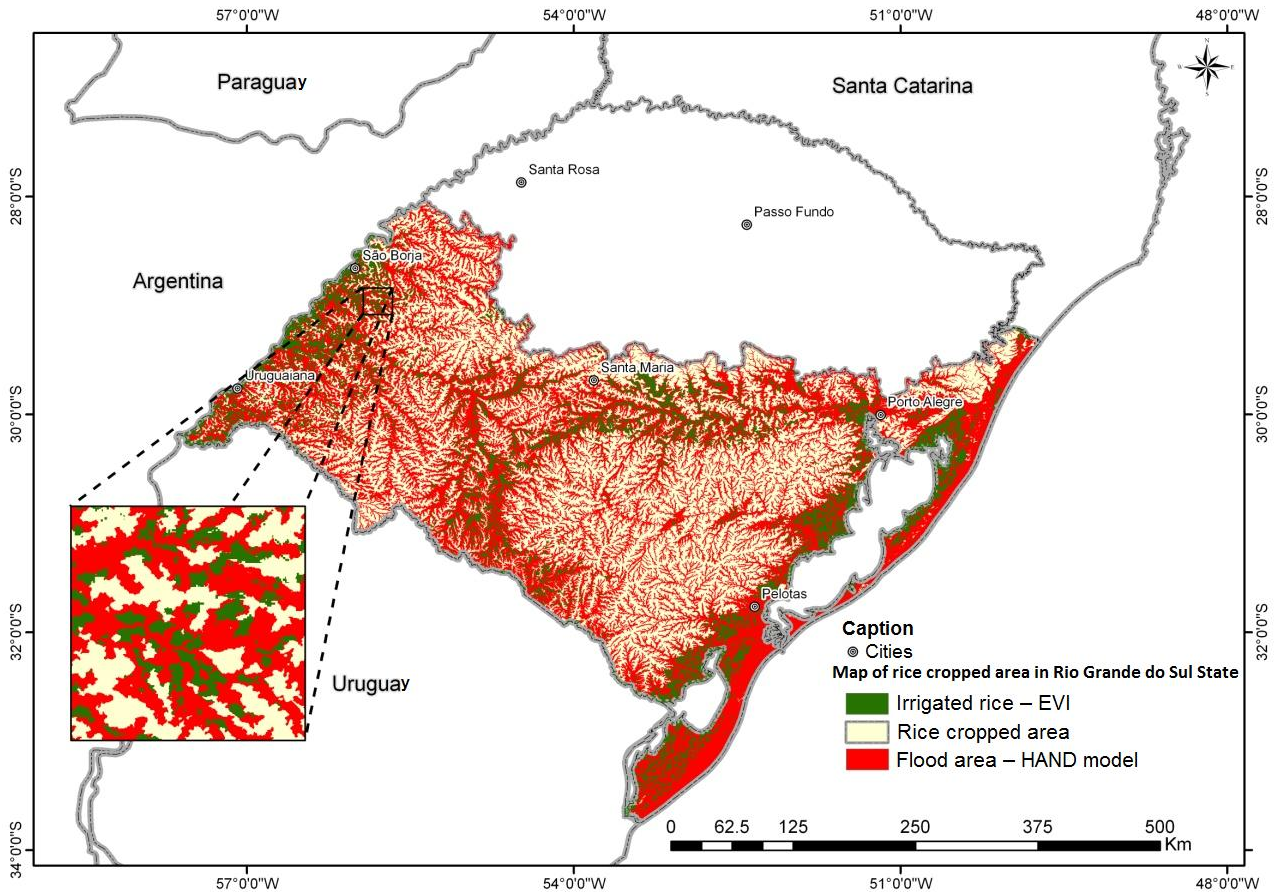 57°0'0"W 54°0'0"W 51°0'0"W 48°0'0"W
N
W E
S
Paraguay
Santa Catarina
Santa Rosa
28°0'0"S 28°0'0"S
Passo Fundo
São Borja
Argentina
Santa Maria
Uruguaiana
Porto Alegre
30°0'0"S 30°0'0"S
Pelotas
32°0'0"S 32°0'0"S
Caption
Cities
Map of rice cropped area in Rio Grande do Sul State
Uruguay
Irrigated rice – EVI
Rice cropped area
Flood area – HAND model
0 62.5 125 250 375 500
Km
34°0'0"S
57°0'0"W 54°0'0"W 51°0'0"W 48°0'0"W